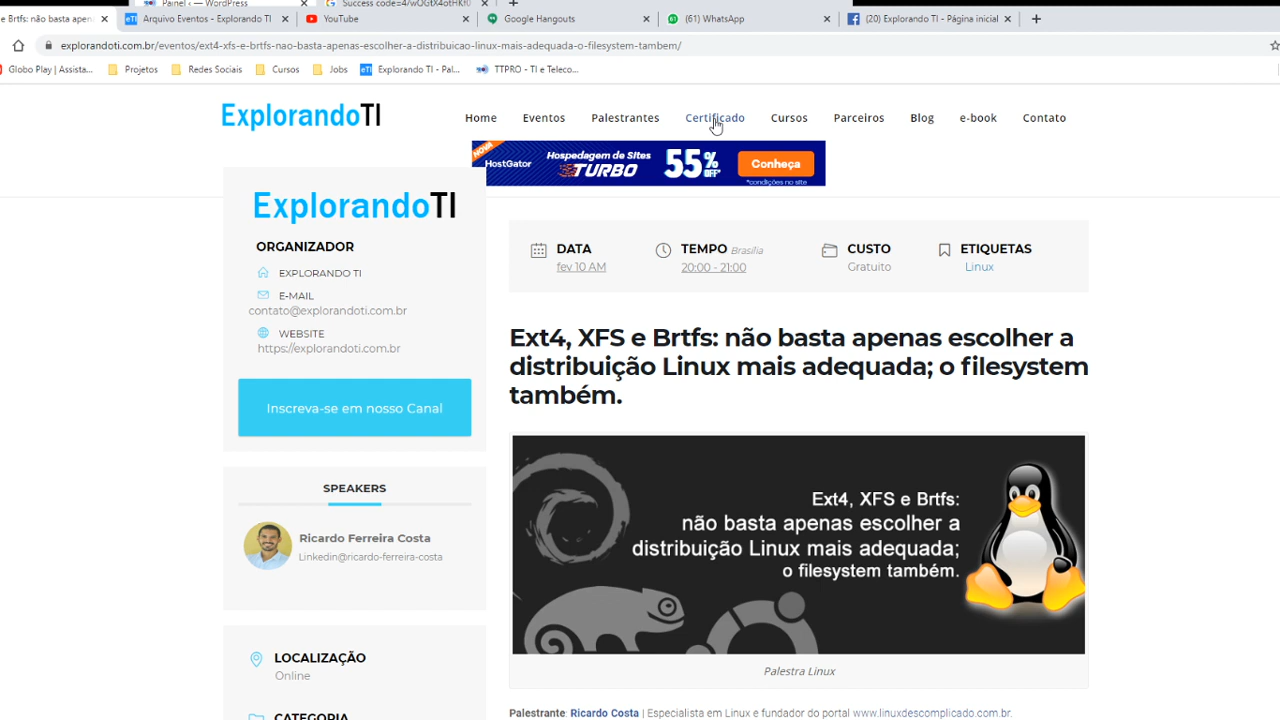 Painel ‹ — WordPress
Success code=4/wQGtX4otHKf0
e Brtfs: não basta apenas es
Arquivo Eventos - Explorando TI
YouTube
Google Hangouts
(61) WhatsApp
(20) Explorando TI - Página inicial
explorandoti.com.br/eventos/ext4-xfs-e-brtfs-nao-basta-apenas-escolher-a-distribuicao-linux-mais-adequada-o-filesystem-tambem/
Globo Play | Assista...
Projetos
Redes Sociais
Cursos
Jobs
Explorando TI - Pal...
TTPRO - TI e Teleco...
ExplorandoTI
Home
Eventos
Palestrantes
Certificado
Cursos
Parceiros
Blog
e-book
Contato
NOVA
HostGator
Hospedagem de Sites
TURBO
55% OFF*
Conheça
*condições no site
ExplorandoTI
ORGANIZADOR
EXPLORANDO TI
E-MAIL
contato@explorandoti.com.br
WEBSITE
https://explorandoti.com.br
Inscreva-se em nosso Canal
SPEAKERS
Ricardo Ferreira Costa
Linkedin@ricardo-ferreira-costa
LOCALIZAÇÃO
Online
CATEGORIA
DATA
fev 10 AM
TEMPO Brasilia
20:00 - 21:00
CUSTO
Gratuito
ETIQUETAS
Linux
Ext4, XFS e Brtfs: não basta apenas escolher a
distribuição Linux mais adequada; o filesystem
também.
Ext4, XFS e Brtfs:
não basta apenas escolher a
distribuição Linux mais adequada;
o filesystem também.
Palestra Linux
Palestrante: Ricardo Costa | Especialista em Linux e fundador do portal www.linuxdescomplicado.com.br.